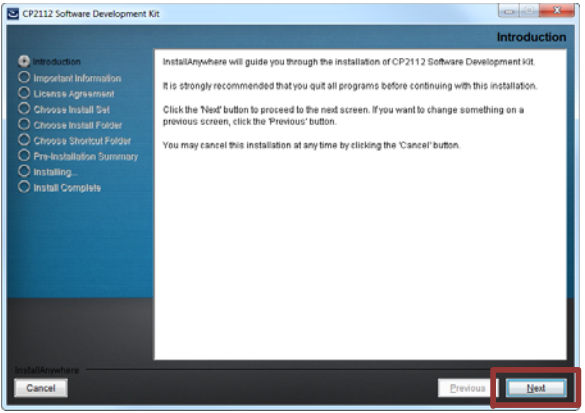 CP2112 Software Development Kit
Introduction
Introduction
Important Information
License Agreement
Choose Install Set
Choose Install Folder
Choose Shortcut Folder
Pre-Installation Summary
Installing...
Install Complete
InstallAnywhere will guide you through the installation of CP2112 Software Development Kit.
It is strongly recommended that you quit all programs before continuing with this installation.
Click the 'Next' button to proceed to the next screen. If you want to change something on a
previous screen, click the 'Previous' button.
You may cancel this installation at any time by clicking the 'Cancel' button.
InstallAnywhere
Cancel
Previous
Next